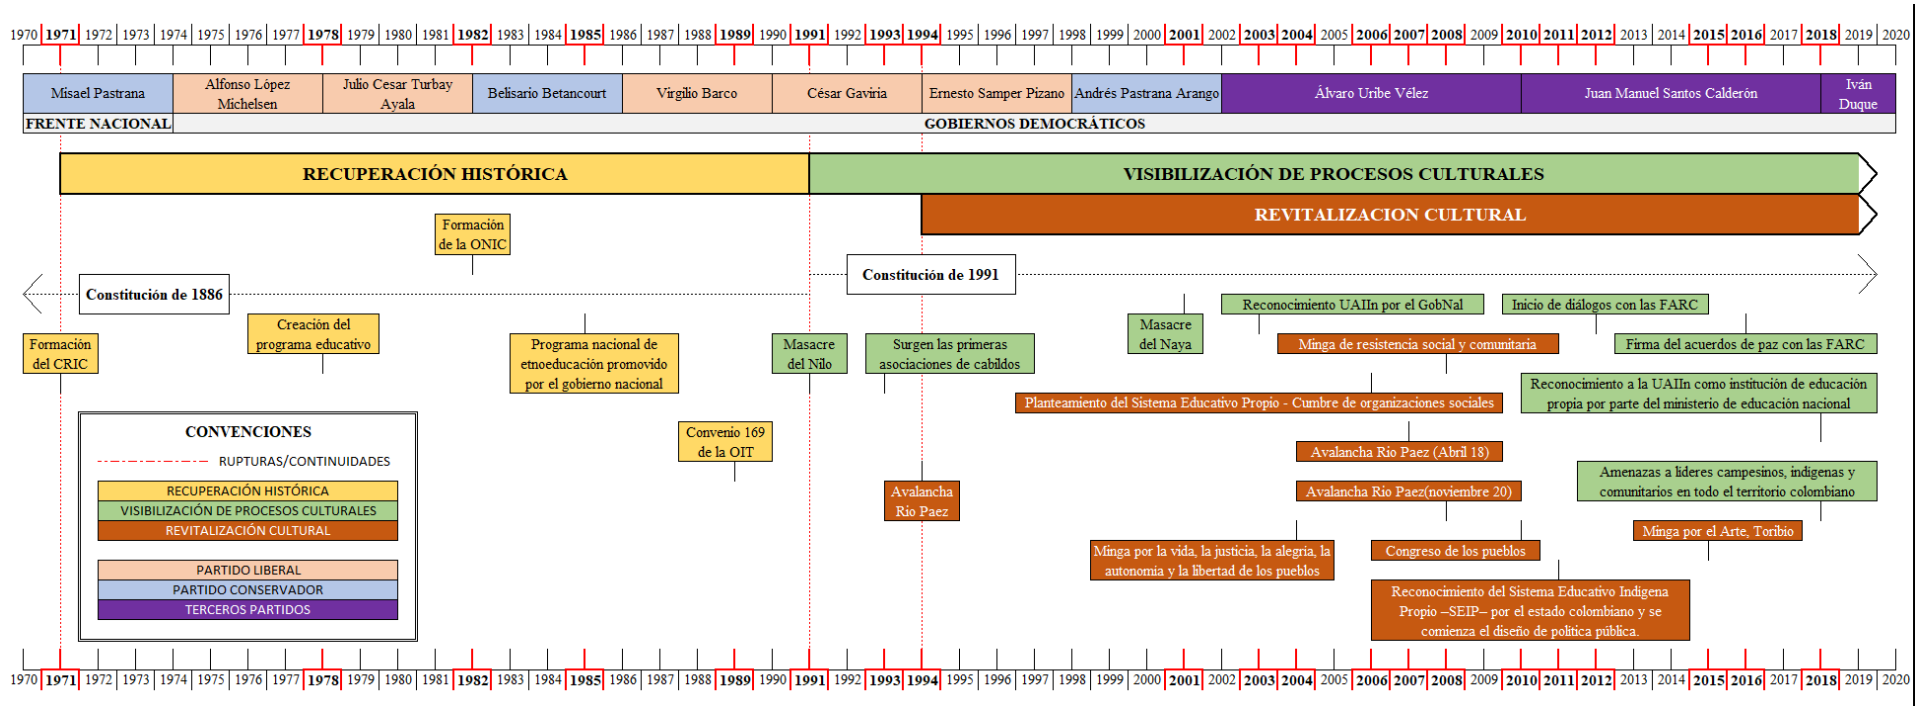 1970 1971 1972 1973 1974 1975 1976 1977 1978 1979 1980 1981 1982 1983 1984 1985 1986 1987 1988 1989 1990 1991 1992 1993 1994 1995 1996 1997 1998 1999 2000 2001 2002 2003 2004 2005 2006 2007 2008 2009 2010 2011 2012 2013 2014 2015 2016 2017 2018 2019 2020
Misael Pastrana
Alfonso López
Michelsen
Julio Cesar Turbay
Ayala
Belisario Betancourt
Virgilio Barco
César Gaviria
Ernesto Samper Pizano
Andrés Pastrana Arango
Álvaro Uribe Vélez
Juan Manuel Santos Calderón
Iván
Duque
FRENTE NACIONAL
GOBIERNOS DEMOCRÁTICOS
RECUPERACIÓN HISTÓRICA
VISIBILIZACIÓN DE PROCESOS CULTURALES
REVITALIZACION CULTURAL
Formación
de la ONIC
Constitución de 1886
Constitución de 1991
Formación
del CRIC
Creación del
programa educativo
Programa nacional de
etnoeducación promovido
por el gobierno nacional
Masacre
del Nilo
Surgen las primeras
asociaciones de cabildos
Masacre
del Naya
Reconocimiento UAIIn por el GobNal
Inicio de diálogos con las FARC
Minga de resistencia social y comunitaria
Firma del acuerdos de paz con las FARC
Reconocimiento a la UAIIn como institución de educación
propia por parte del ministerio de educación nacional
Planteamiento del Sistema Educativo Propio - Cumbre de organizaciones sociales
Convenio 169
de la OIT
Avalancha Rio Paez (Abril 18)
Amenazas a lideres campesinos, indigenas y
comunitarios en todo el territorio colombiano
Avalancha
Rio Paez
Avalancha Rio Paez(noviembre 20)
Minga por el Arte, Toribio
Minga por la vida, la justicia, la alegria, la
autonomia y la libertad de los pueblos
Congreso de los pueblos
Reconocimiento del Sistema Educativo Indigena
Propio –SEIP– por el estado colombiano y se
comienza el diseño de política pública.
CONVENCIONES
RUPTURAS/CONTINUIDADES
RECUPERACIÓN HISTÓRICA
VISIBILIZACIÓN DE PROCESOS CULTURALES
REVITALIZACIÓN CULTURAL
PARTIDO LIBERAL
PARTIDO CONSERVADOR
TERCEROS PARTIDOS
1970 1971 1972 1973 1974 1975 1976 1977 1978 1979 1980 1981 1982 1983 1984 1985 1986 1987 1988 1989 1990 1991 1992 1993 1994 1995 1996 1997 1998 1999 2000 2001 2002 2003 2004 2005 2006 2007 2008 2009 2010 2011 2012 2013 2014 2015 2016 2017 2018 2019 2020